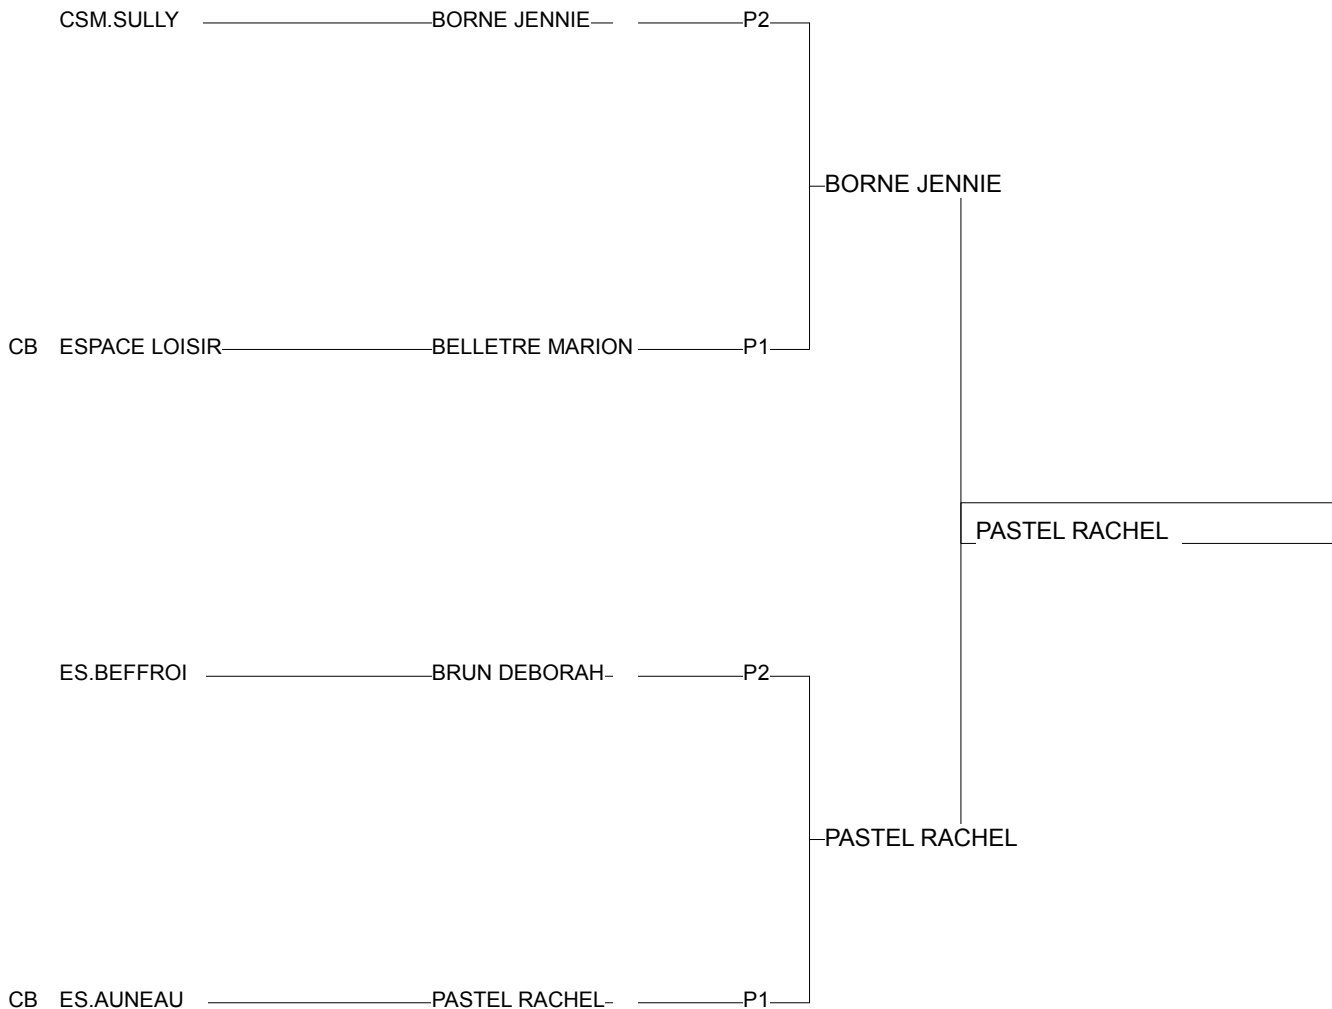 CSM.SULLY BORNE JENNIE P2
BORNE JENNIE
CB ESPACE LOISIR BELLETRE MARION P1
PASTEL RACHEL
ES.BEFFROI BRUN DEBORAH P2
PASTEL RACHEL
CB ES.AUNEAU PASTEL RACHEL P1